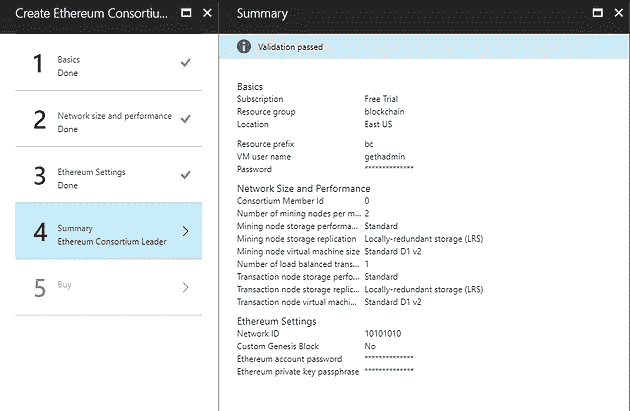 Create Ethereum Consortiu...
1
Basics
Done
2
Network size and performance
Done
3
Ethereum Settings
Done
4
Summary
Ethereum Consortium Leader
5
Buy
Summary
Validation passed
Basics
Subscription Free Trial
Resource group blockchain
Location East US
Resource prefix bc
VM user name gethadmin
Password **************
Network Size and Performance
Consortium Member Id 0
Number of mining nodes per m... 2
Mining node storage performa... Standard
Mining node storage replication Locally-redundant storage (LRS)
Mining node virtual machine size Standard D1 v2
Number of load balanced trans... 1
Transaction node storage perfo... Standard
Transaction node storage replic... Locally-redundant storage (LRS)
Transaction node virtual machi... Standard D1 v2
Ethereum Settings
Network ID 10101010
Custom Genesis Block No
Ethereum account password **************
Ethereum private key passphrase **************